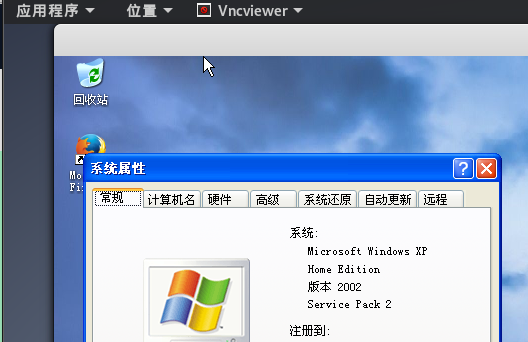 应用程序 位置 Vncviewer
回收站
Mo
Fi
系统属性
常规 计算机名 硬件 高级 系统还原 自动更新 远程
系统:
Microsoft Windows XP
Home Edition
版本 2002
Service Pack 2
注册到: